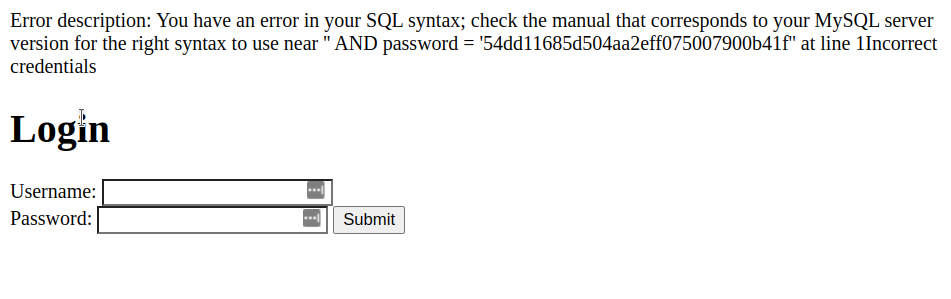 Error description: You have an error in your SQL syntax; check the manual that corresponds to your MySQL server
version for the right syntax to use near '' AND password = '54dd11685d504aa2eff075007900b41f'' at line 1Incorrect
credentials
Login
Username:
Password: Submit